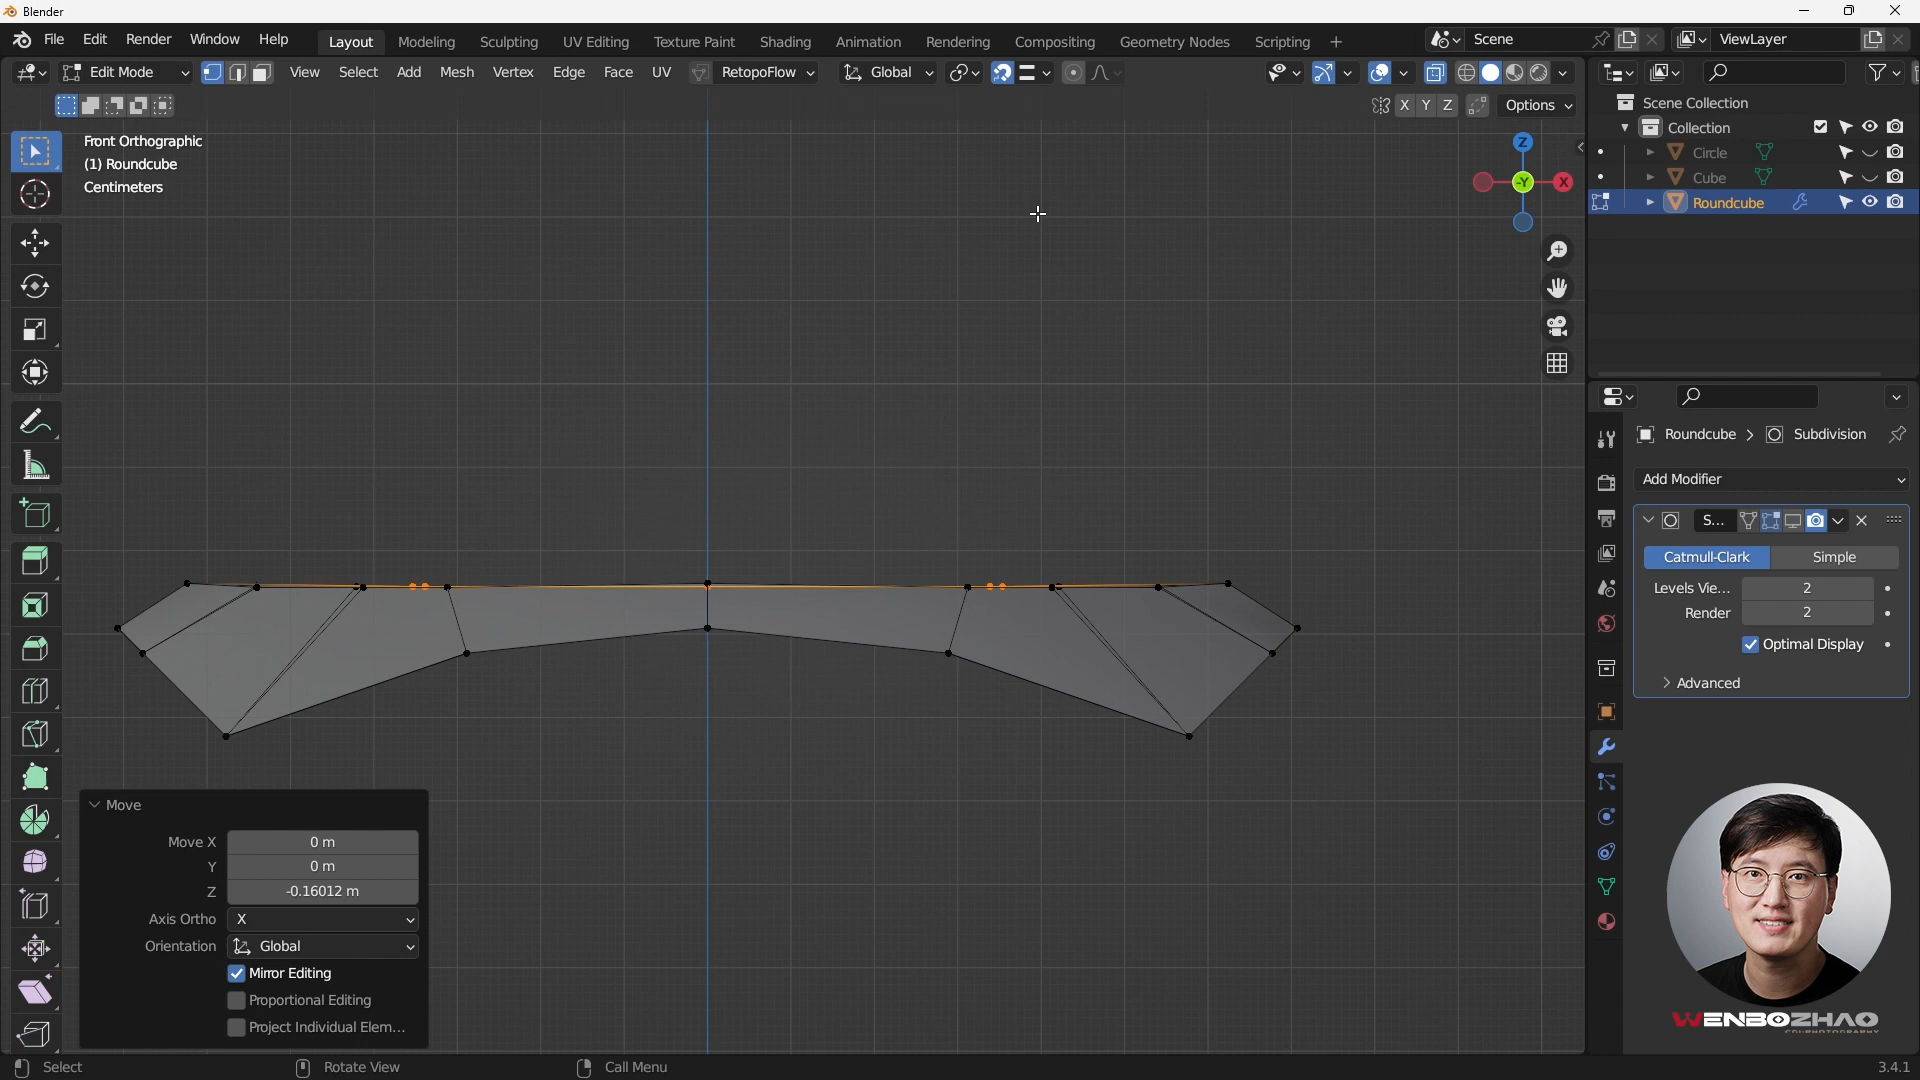 Blender
File Edit Render Window Help Layout Modeling Sculpting UV Editing Texture Paint Shading Animation Rendering Compositing Geometry Nodes Scripting + Scene ViewLayer
Edit Mode View Select Add Mesh Vertex Edge Face UV RetopoFlow Global
X Y Z Options
Front Orthographic
(1) Roundcube
Centimeters
Z
-Y
X
Scene Collection
Collection
Circle
Cube
Roundcube
Roundcube > Subdivision
Add Modifier
S...
Catmull-Clark Simple
Levels Vie... 2
Render 2
Optimal Display
> Advanced
Move
Move X 0 m
Y 0 m
Z -0.16012 m
Axis Ortho X
Orientation Global
Mirror Editing
Proportional Editing
Project Individual Elem...
WENBOZHAO
Select Rotate View Call Menu 3.4.1